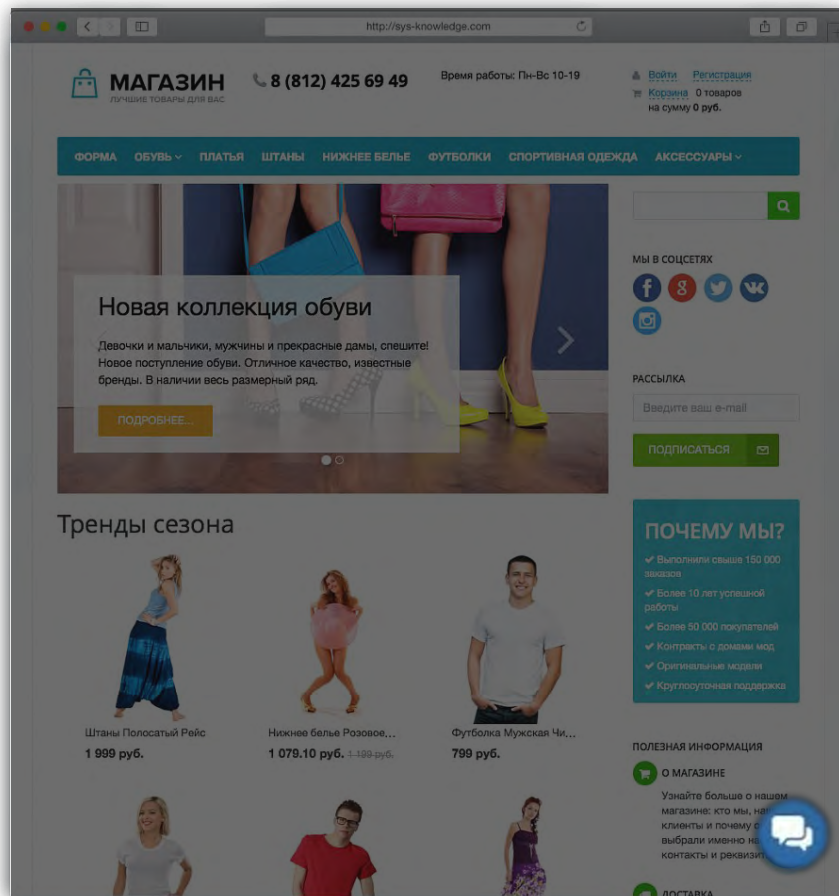 http://sys-knowledge.com
МАГАЗИН
ЛУЧШИЕ ТОВАРЫ ДЛЯ ВАС
8 (812) 425 69 49
Время работы: Пн-Вс 10-19
Войти Регистрация
Корзина 0 товаров
на сумму 0 руб.
ФОРМА ОБУВЬ ПЛАТЬЯ ШТАНЫ НИЖНЕЕ БЕЛЬЕ ФУТБОЛКИ СПОРТИВНАЯ ОДЕЖДА АКСЕССУАРЫ
Новая коллекция обуви
Девочки и мальчики, мужчины и прекрасные дамы, спешите!
Новое поступление обуви. Отличное качество, известные
бренды. В наличии весь размерный ряд.
ПОДРОБНЕЕ...
МЫ В СОЦСЕТЯХ
РАССЫЛКА
Введите ваш e-mail
ПОДПИСАТЬСЯ
ПОЧЕМУ МЫ?
Выполнили свыше 150 000
заказов
Более 10 лет успешной
работы
Более 50 000 покупателей
Контракты с домами мод
Оригинальные модели
Круглосуточная поддержка
Тренды сезона
Штаны Полосатый Рейс
1 999 руб.
Нижнее белье Розовое...
1 079.10 руб. 1 199 руб.
Футболка Мужская Чи...
799 руб.
ПОЛЕЗНАЯ ИНФОРМАЦИЯ
О МАГАЗИНЕ
Узнайте больше о нашем
магазине: кто мы, на
клиенты и почему
выбрали именно на
контакты и реквизит
ДОСТАВКА